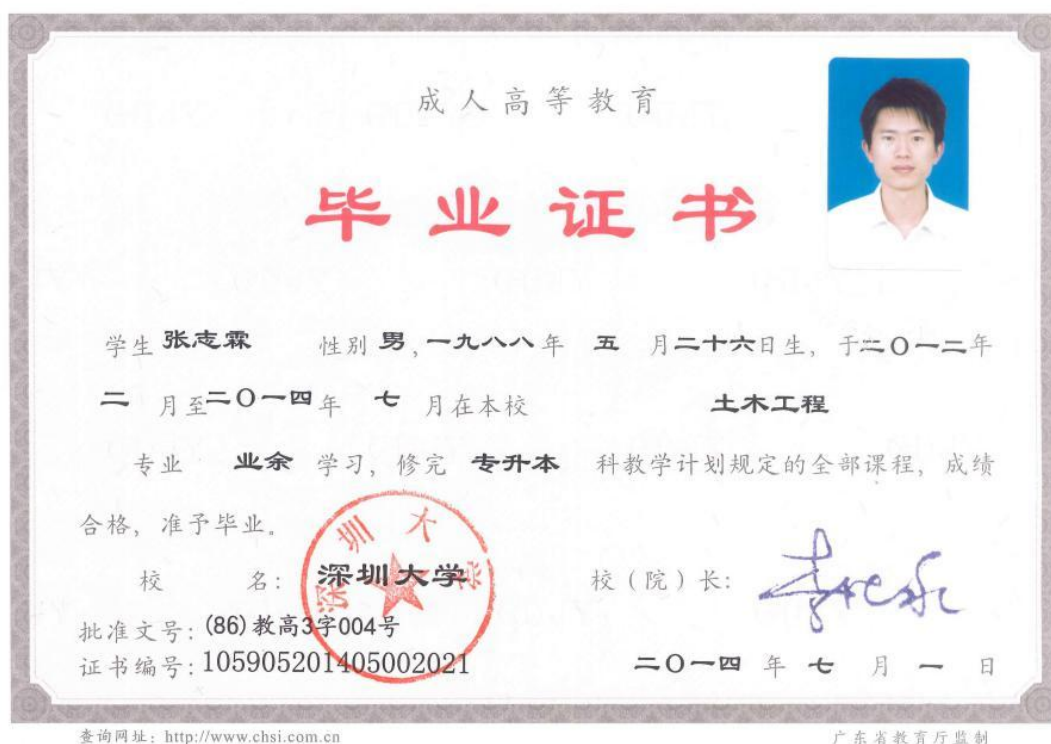 成人高等教育
毕业证书
学生 张志霖 性别 男,一九八八年 五 月二十六日生, 于二〇一二年
二 月至二〇一四年 七 月在本校 土木工程
专业 业余 学习, 修完 专升本 科教学计划规定的全部课程, 成绩
合格, 准予毕业。
深圳大学
校 名: 深圳大学 校(院)长:
批准文号: (86)教高3字004号
证书编号: 105905201405002021 二〇一四 年 七 月 一 日
查询网址: http://www.chsi.com.cn 广东省教育厅监制